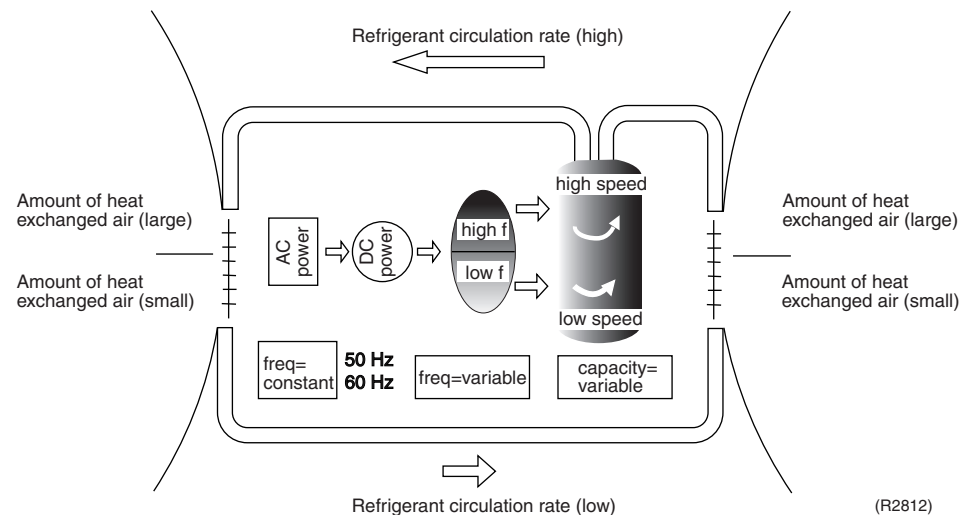 Refrigerant circulation rate (high)
Amount of heat
exchanged air (large)
Amount of heat
exchanged air (small)
AC
power
DC
power
high f
low f
high speed
low speed
Amount of heat
exchanged air (large)
Amount of heat
exchanged air (small)
freq=
constant
50 Hz
60 Hz
freq=variable
capacity=
variable
Refrigerant circulation rate (low)
(R2812)